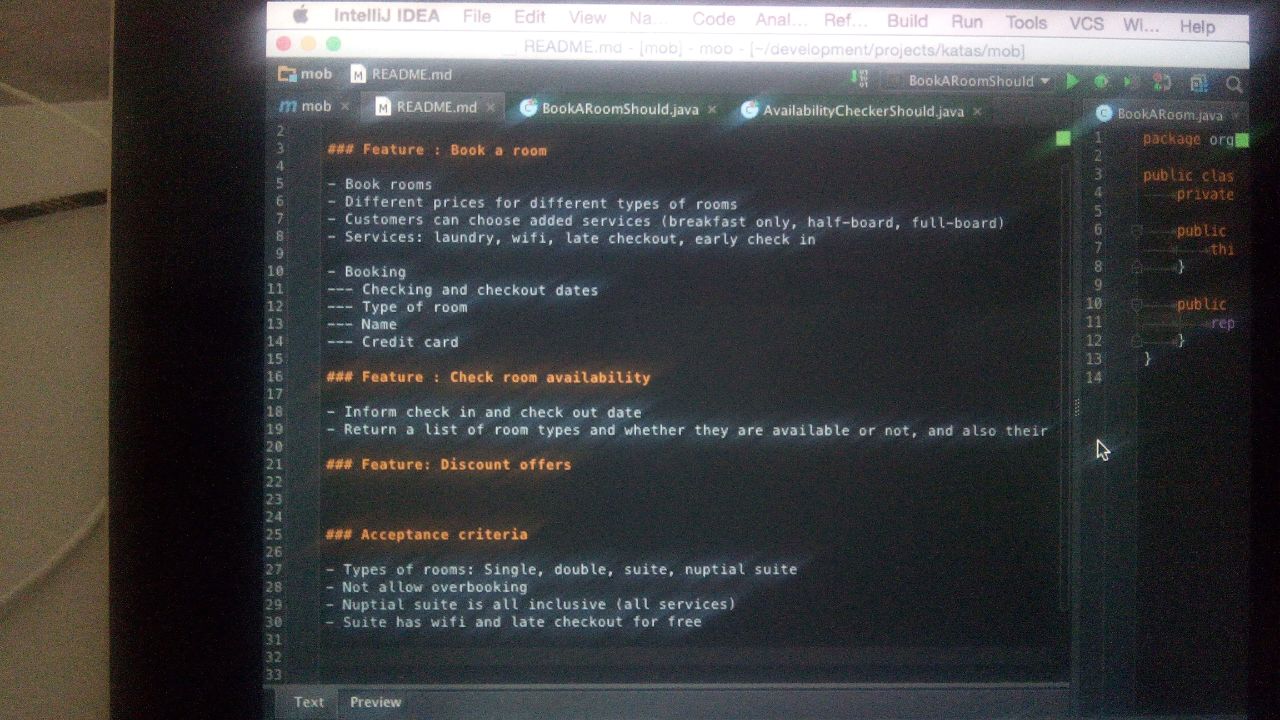 IntelliJ IDEA File Edit View Na... Code Anal... Ref... Build Run Tools VCS Wi... Help
README.md - [mob] - mob - [~/development/projects/katas/mob]
mob README.md BookARoomShould
mob README.md BookARoomShould.java AvailabilityCheckerShould.java BookARoom.java
2
3 ### Feature : Book a room
4
5 - Book rooms
6 - Different prices for different types of rooms
7 - Customers can choose added services (breakfast only, half-board, full-board)
8 - Services: laundry, wifi, late checkout, early check in
9
10 - Booking
11 --- Checking and checkout dates
12 --- Type of room
13 --- Name
14 --- Credit card
15
16 ### Feature : Check room availability
17
18 - Inform check in and check out date
19 - Return a list of room types and whether they are available or not, and also their
20
21 ### Feature: Discount offers
22
23
24
25 ### Acceptance criteria
26
27 - Types of rooms: Single, double, suite, nuptial suite
28 - Not allow overbooking
29 - Nuptial suite is all inclusive (all services)
30 - Suite has wifi and late checkout for free
31
32
33
Text Preview
1 package org
2
3 public clas
4 private
5
6 public
7 thi
8 }
9
10 public
11 rep
12 }
13 }
14